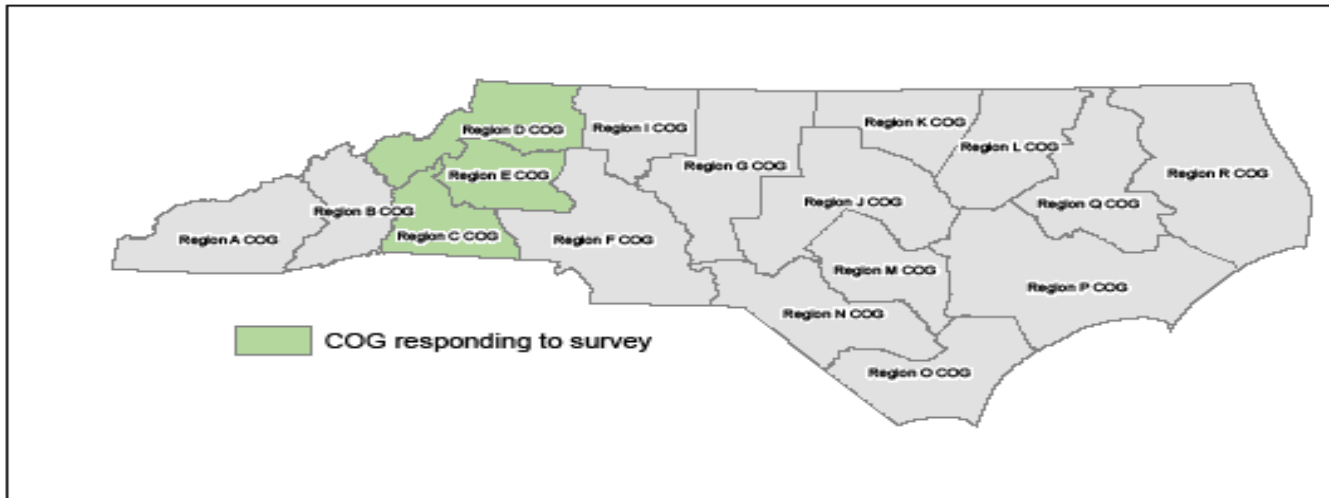 Region D COG
Region I COG
Region K COG
Region L COG
Region G COG
Region R COG
Region E COG
Region J COG
Region Q COG
Region B COG
Region A COG
Region C COG
Region F COG
Region M COG
Region P COG
Region N COG
COG responding to survey
Region O COG